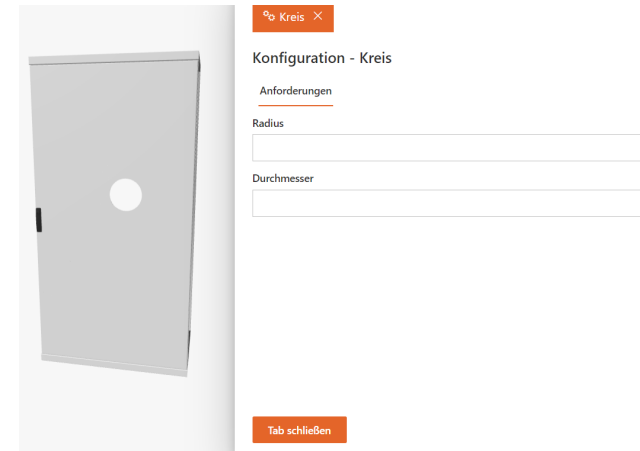 Kreis
Konfiguration - Kreis
Anforderungen
Radius
Durchmesser
Tab schließen